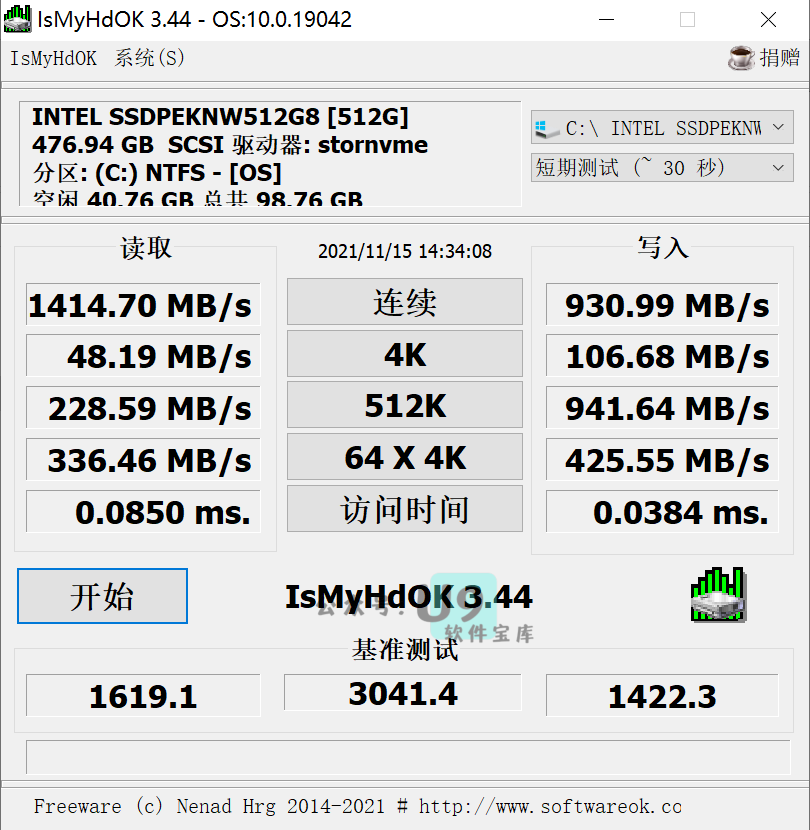 IsMyHdOK 3.44 - OS:10.0.19042
IsMyHdOK 系统(S) 捐赠
INTEL SSDPEKNW512G8 [512G]
476.94 GB SCSI 驱动器: stornvme
分区: (C:) NTFS - [OS]
空闲 40.76 GB 总共 98.76 GB
C:\ INTEL SSDPEKNW
短期测试 (~ 30 秒)
读取 2021/11/15 14:34:08 写入
1414.70 MB/s 连续 930.99 MB/s
48.19 MB/s 4K 106.68 MB/s
228.59 MB/s 512K 941.64 MB/s
336.46 MB/s 64 X 4K 425.55 MB/s
0.0850 ms. 访问时间 0.0384 ms.
开始 IsMyHdOK 3.44
公众号: U9
软件宝库
基准测试
1619.1 3041.4 1422.3
Freeware (c) Nenad Hrg 2014-2021 # http://www.softwareok.co